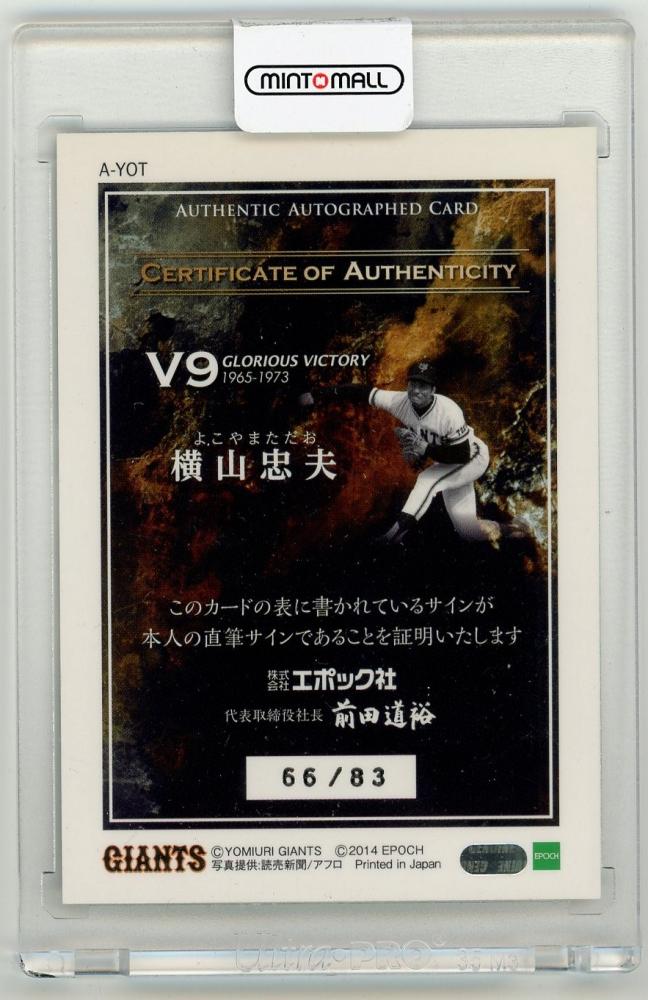 MINTOMALL
A-YOT
AUTHENTIC AUTOGRAPHED CARD
CERTIFICATE OF AUTHENTICITY
V9 GLORIOUS VICTORY
1965-1973
よこやまただお
横山忠夫
このカードの表に書かれているサインが
本人の直筆サインであることを証明いたします
株式会社エポック社
代表取締役社長 前田道裕
66/83
GIANTS ©YOMIURI GIANTS ©2014 EPOCH
写真提供:読売新聞/アフロ Printed in Japan
GENUINE
EPOCH
Ultra-PRO